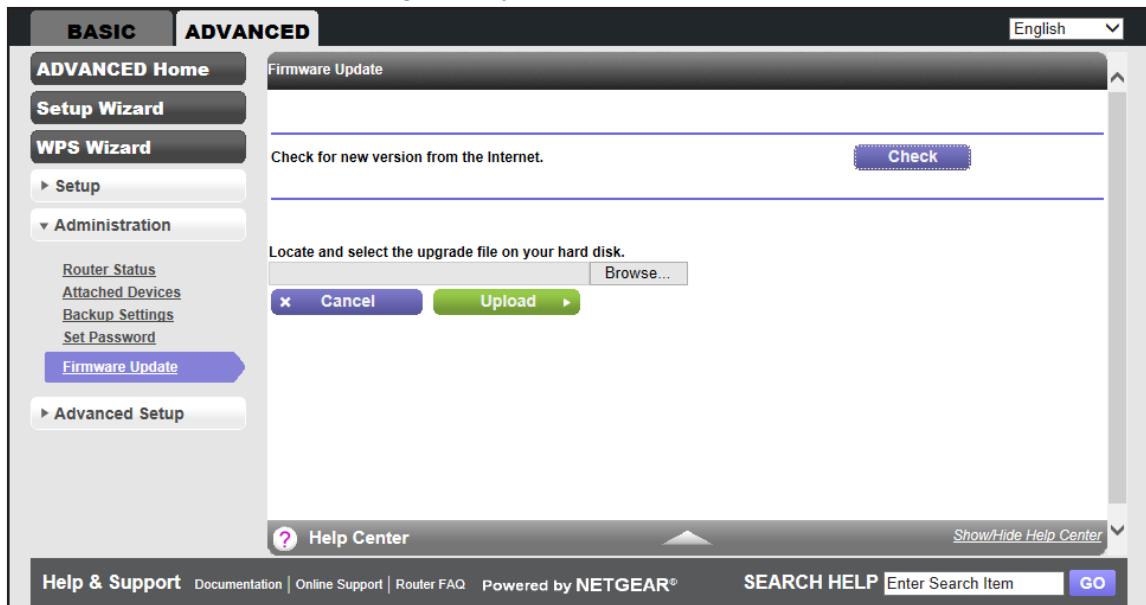 BASIC ADVANCED English
ADVANCED Home
Setup Wizard
WPS Wizard
Setup
Administration
Router Status
Attached Devices
Backup Settings
Set Password
Firmware Update
Advanced Setup
Firmware Update
Check for new version from the Internet. Check
Locate and select the upgrade file on your hard disk.
Browse...
x Cancel Upload
? Help Center Show/Hide Help Center
Help & Support Documentation | Online Support | Router FAQ Powered by NETGEAR® SEARCH HELP Enter Search Item GO